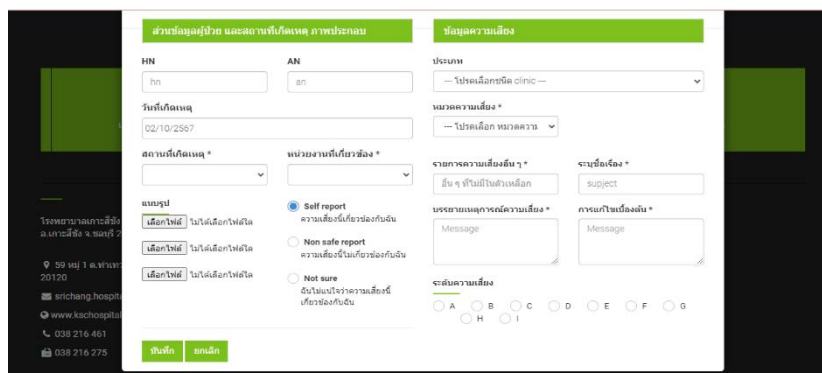 ส่วนข้อมูลผู้ป่วย และสถานที่เกิดเหตุ ภาพประกอบ
HN
AN
hn
an
วันที่เกิดเหตุ
02/10/2567
สถานที่เกิดเหตุ *
หน่วยงานที่เกี่ยวข้อง *
แนบรูป
เลือกไฟล์ ไม่ได้เลือกไฟล์ใด
เลือกไฟล์ ไม่ได้เลือกไฟล์ใด
เลือกไฟล์ ไม่ได้เลือกไฟล์ใด
Self report
ความเสี่ยงนี้เกี่ยวข้องกับฉัน
Non safe report
ความเสี่ยงนี้ไม่เกี่ยวข้องกับฉัน
Not sure
ฉันไม่แน่ใจว่าความเสี่ยงนี้
เกี่ยวข้องกับฉัน
บันทึก
ยกเลิก
ข้อมูลความเสี่ยง
ประเภท
--- โปรดเลือกชนิด clinic ---
หมวดความเสี่ยง *
--- โปรดเลือก หมวดความ
รายการความเสี่ยงอื่น ๆ *
ระบุชื่อเรื่อง *
อื่น ๆ ที่ไม่มีในตัวเลือก
supject
บรรยายเหตุการณ์ความเสี่ยง *
การแก้ไขเบื้องต้น *
Message
Message
ระดับความเสี่ยง
A B C D E F G
H I
โรงพยาบาลเกาะสีชัง
อ.เกาะสีชัง จ.ชลบุรี 2
59 หมู่ 1 ต.ท่าเทว
20120
srichang.hospit
www.kschospital
038 216 461
038 216 275